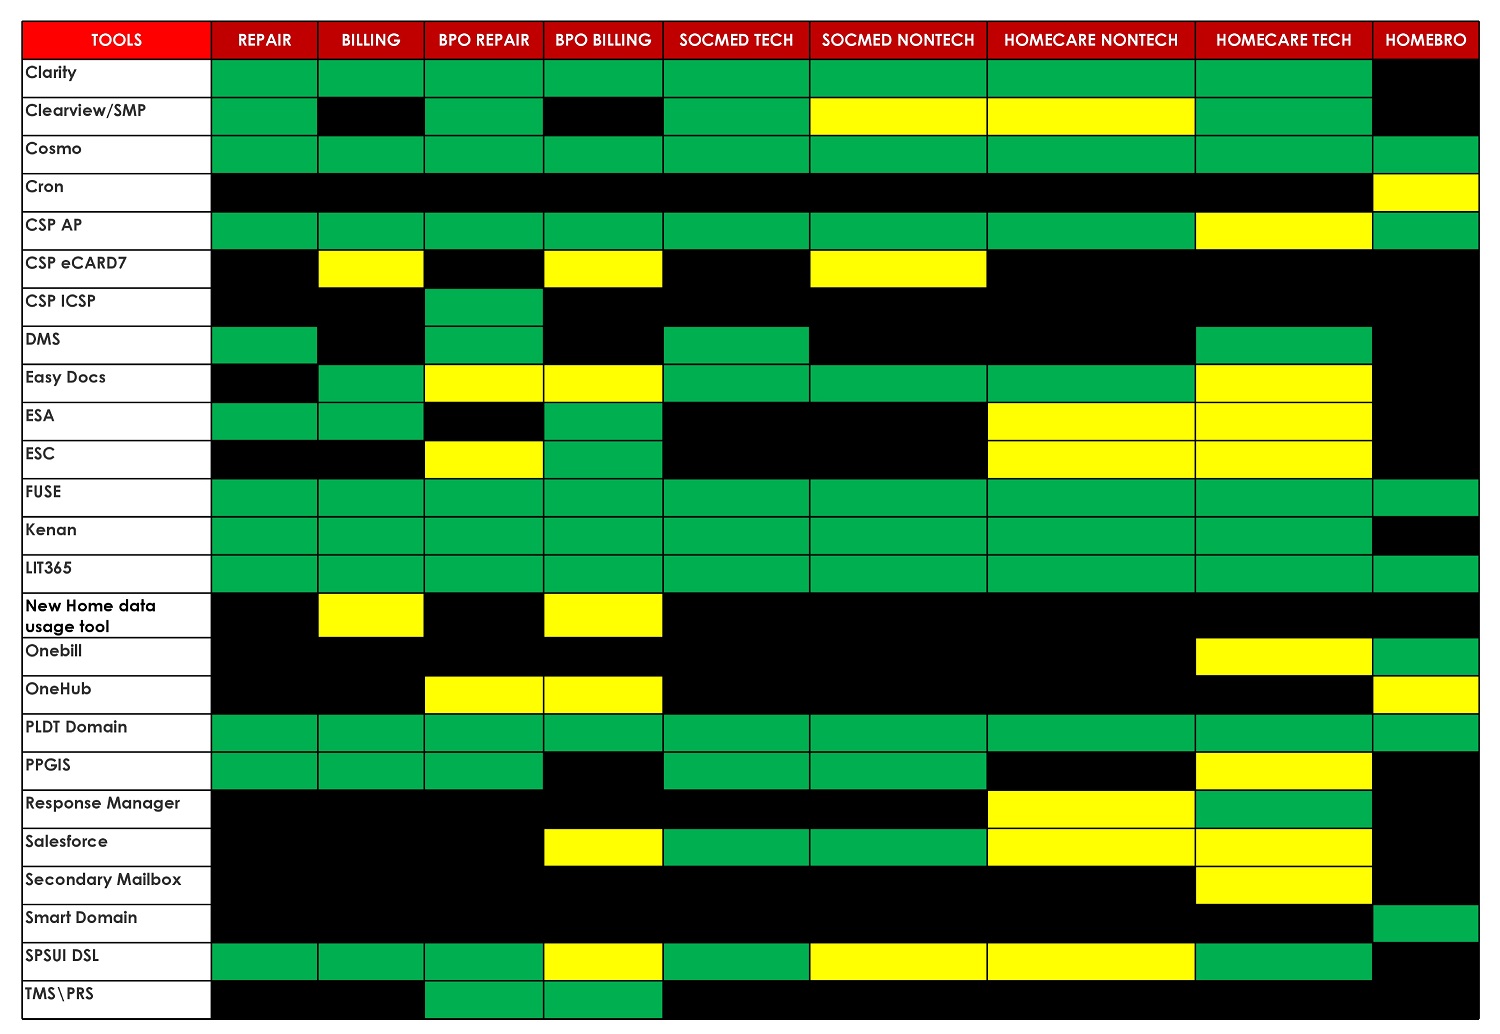 TOOLS REPAIR BILLING BPO REPAIR BPO BILLING SOCMED TECH SOCMED NONTECH HOMECARE NONTECH HOMECARE TECH HOMEBRO
Clarity
Clearview/SMP
Cosmo
Cron
CSP AP
CSP eCARD7
CSP ICSP
DMS
Easy Docs
ESA
ESC
FUSE
Kenan
LIT365
New Home data
usage tool
Onebill
OneHub
PLDT Domain
PPGIS
Response Manager
Salesforce
Secondary Mailbox
Smart Domain
SPSUI DSL
TMS\PRS